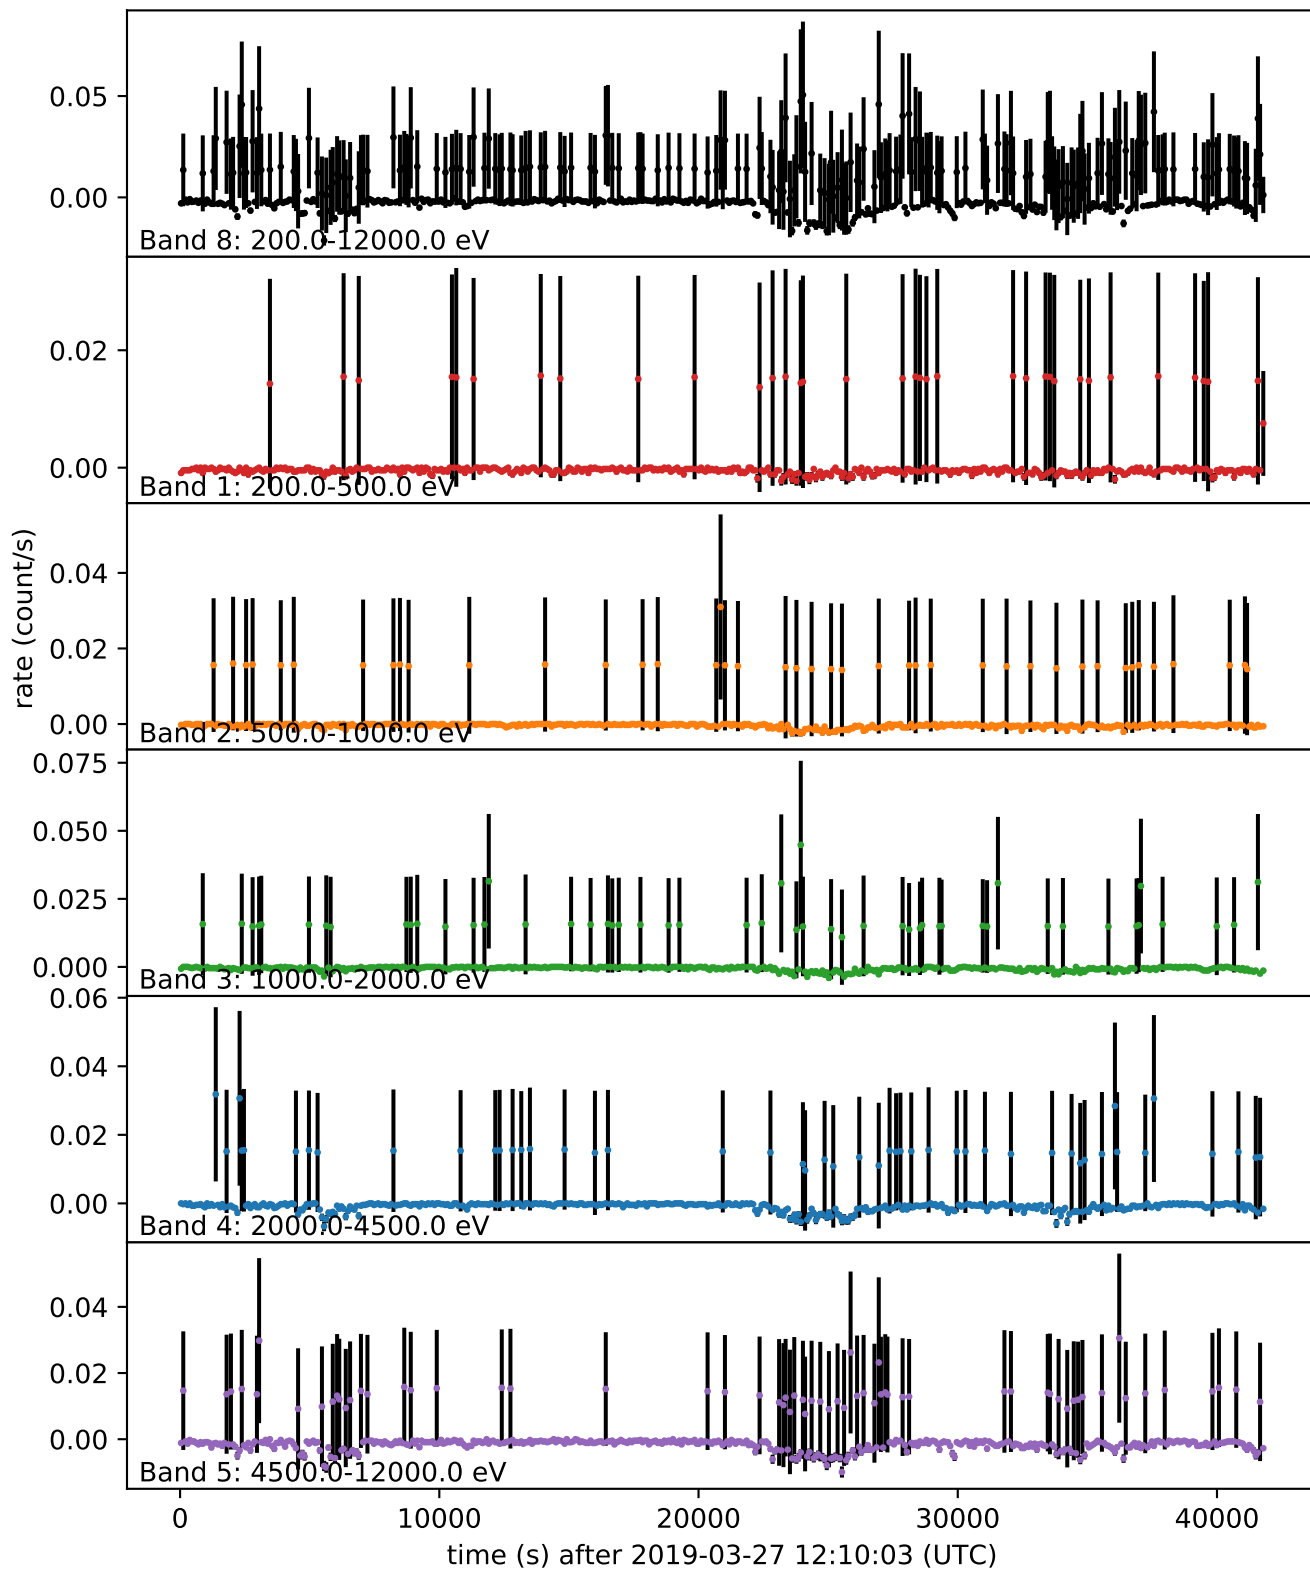 0.05
0.00
Band 8: 200.0-12000.0 eV
0.02
0.00
Band 1: 200.0-500.0 eV
rate (count/s)
0.04
0.02
0.00
Band 2: 500.0-1000.0 eV
0.075
0.050
0.025
0.000
Band 3: 1000.0-2000.0 eV
0.06
0.04
0.02
0.00
Band 4: 2000.0-4500.0 eV
0.04
0.02
0.00
Band 5: 4500.0-12000.0 eV
0 10000 20000 30000 40000
time (s) after 2019-03-27 12:10:03 (UTC)